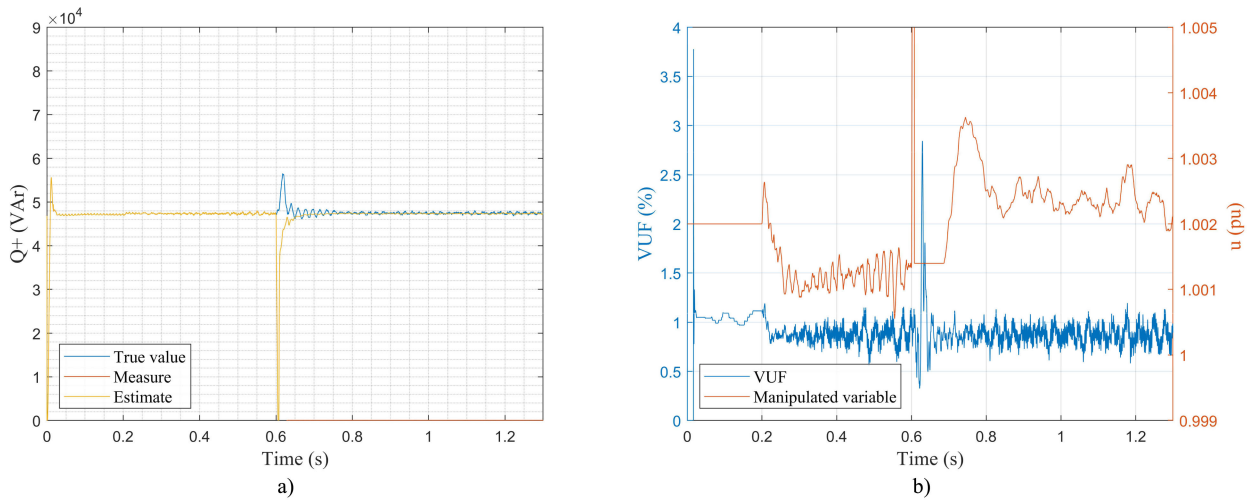 ×10⁴
9
8
7
6
5
4
3
2
1
0
Q+ (VAr)
True value
Measure
Estimate
0 0.2 0.4 0.6 0.8 1 1.2
Time (s)
a)
4
3.5
3
2.5
2
1.5
1
0.5
0
VUF (%)
VUF
Manipulated variable
0 0.2 0.4 0.6 0.8 1 1.2
Time (s)
1.005
1.004
1.003
1.002
1.001
1
0.999
u (pu)
b)